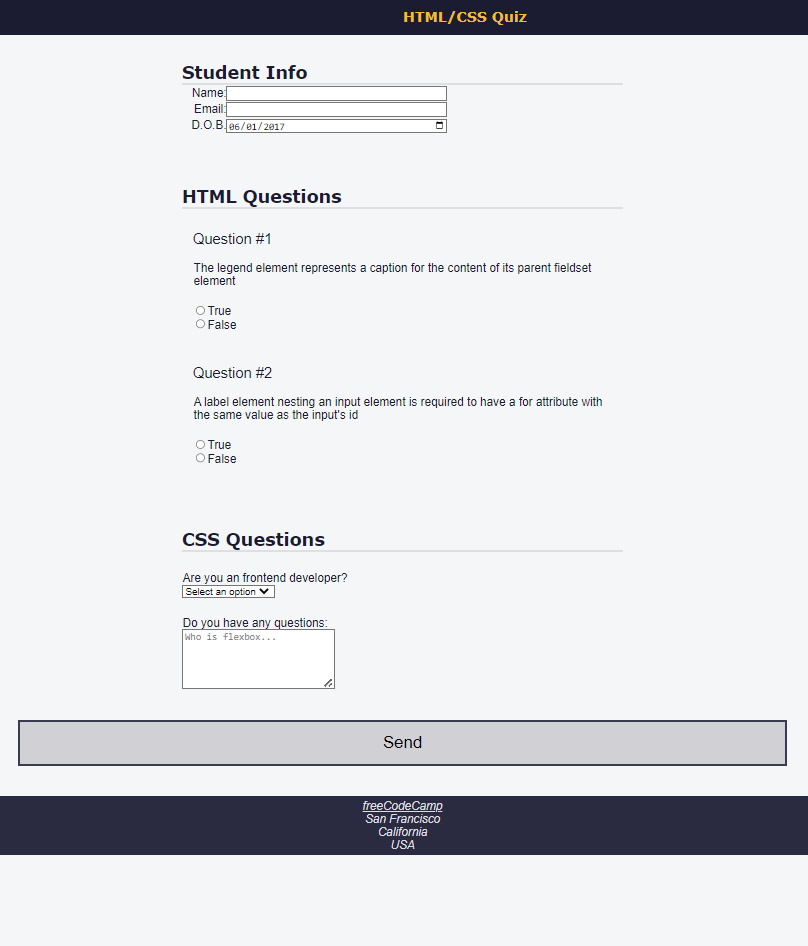 HTML/CSS Quiz
Student Info
Name:
Email:
D.O.B.
06/01/2017
HTML Questions
Question #1
The legend element represents a caption for the content of its parent fieldset
element
True
False
Question #2
A label element nesting an input element is required to have a for attribute with
the same value as the input's id
True
False
CSS Questions
Are you an frontend developer?
Select an option
Do you have any questions:
Who is flexbox...
Send
freeCodeCamp
San Francisco
California
USA